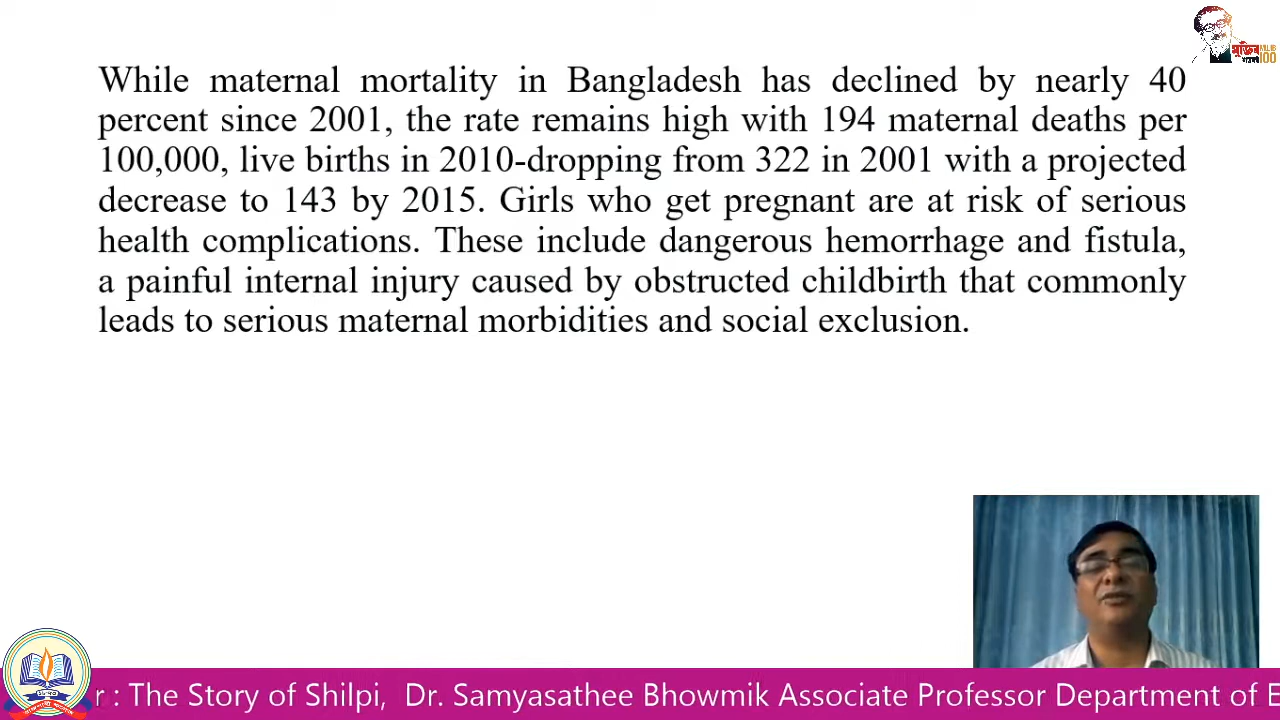 While maternal mortality in Bangladesh has declined by nearly 40
percent since 2001, the rate remains high with 194 maternal deaths per
100,000, live births in 2010-dropping from 322 in 2001 with a projected
decrease to 143 by 2015. Girls who get pregnant are at risk of serious
health complications. These include dangerous hemorrhage and fistula,
a painful internal injury caused by obstructed childbirth that commonly
leads to serious maternal morbidities and social exclusion.
r : The Story of Shilpi, Dr. Samyasathee Bhowmik Associate Professor Department of E